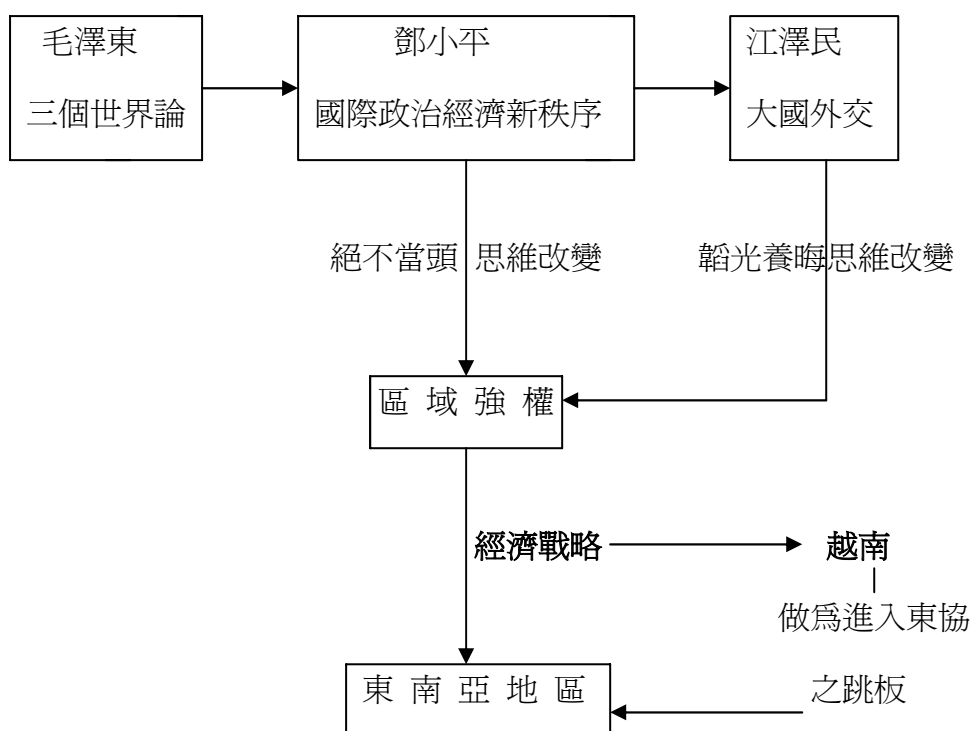 毛澤東
三個世界論
鄧小平
國際政治經濟新秩序
江澤民
大國外交
絕不當頭 思維改變
韜光養晦思維改變
區 域 強 權
經濟戰略
越南
做為進入東協
之跳板
東 南 亞 地 區